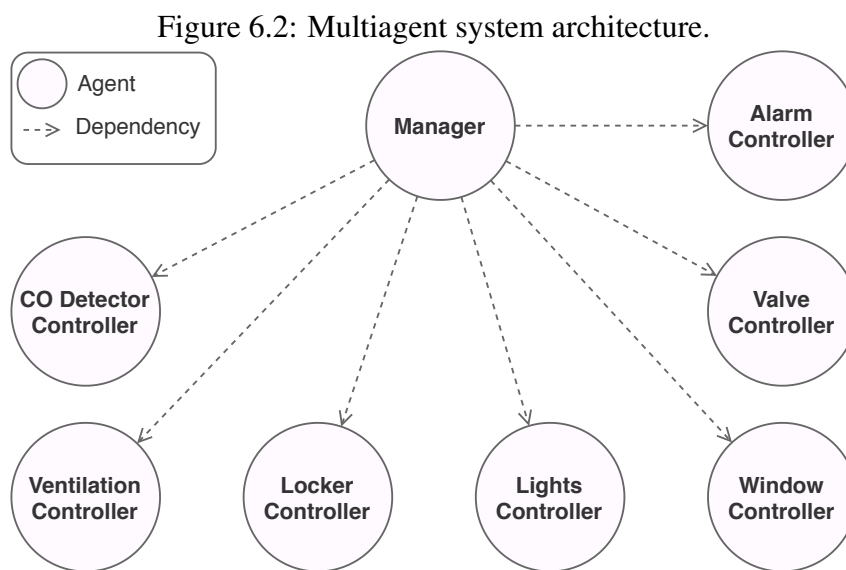 Figure 6.2: Multiagent system architecture.
Agent
Dependency
Manager
Alarm
Controller
CO Detector
Controller
Valve
Controller
Ventilation
Controller
Locker
Controller
Lights
Controller
Window
Controller